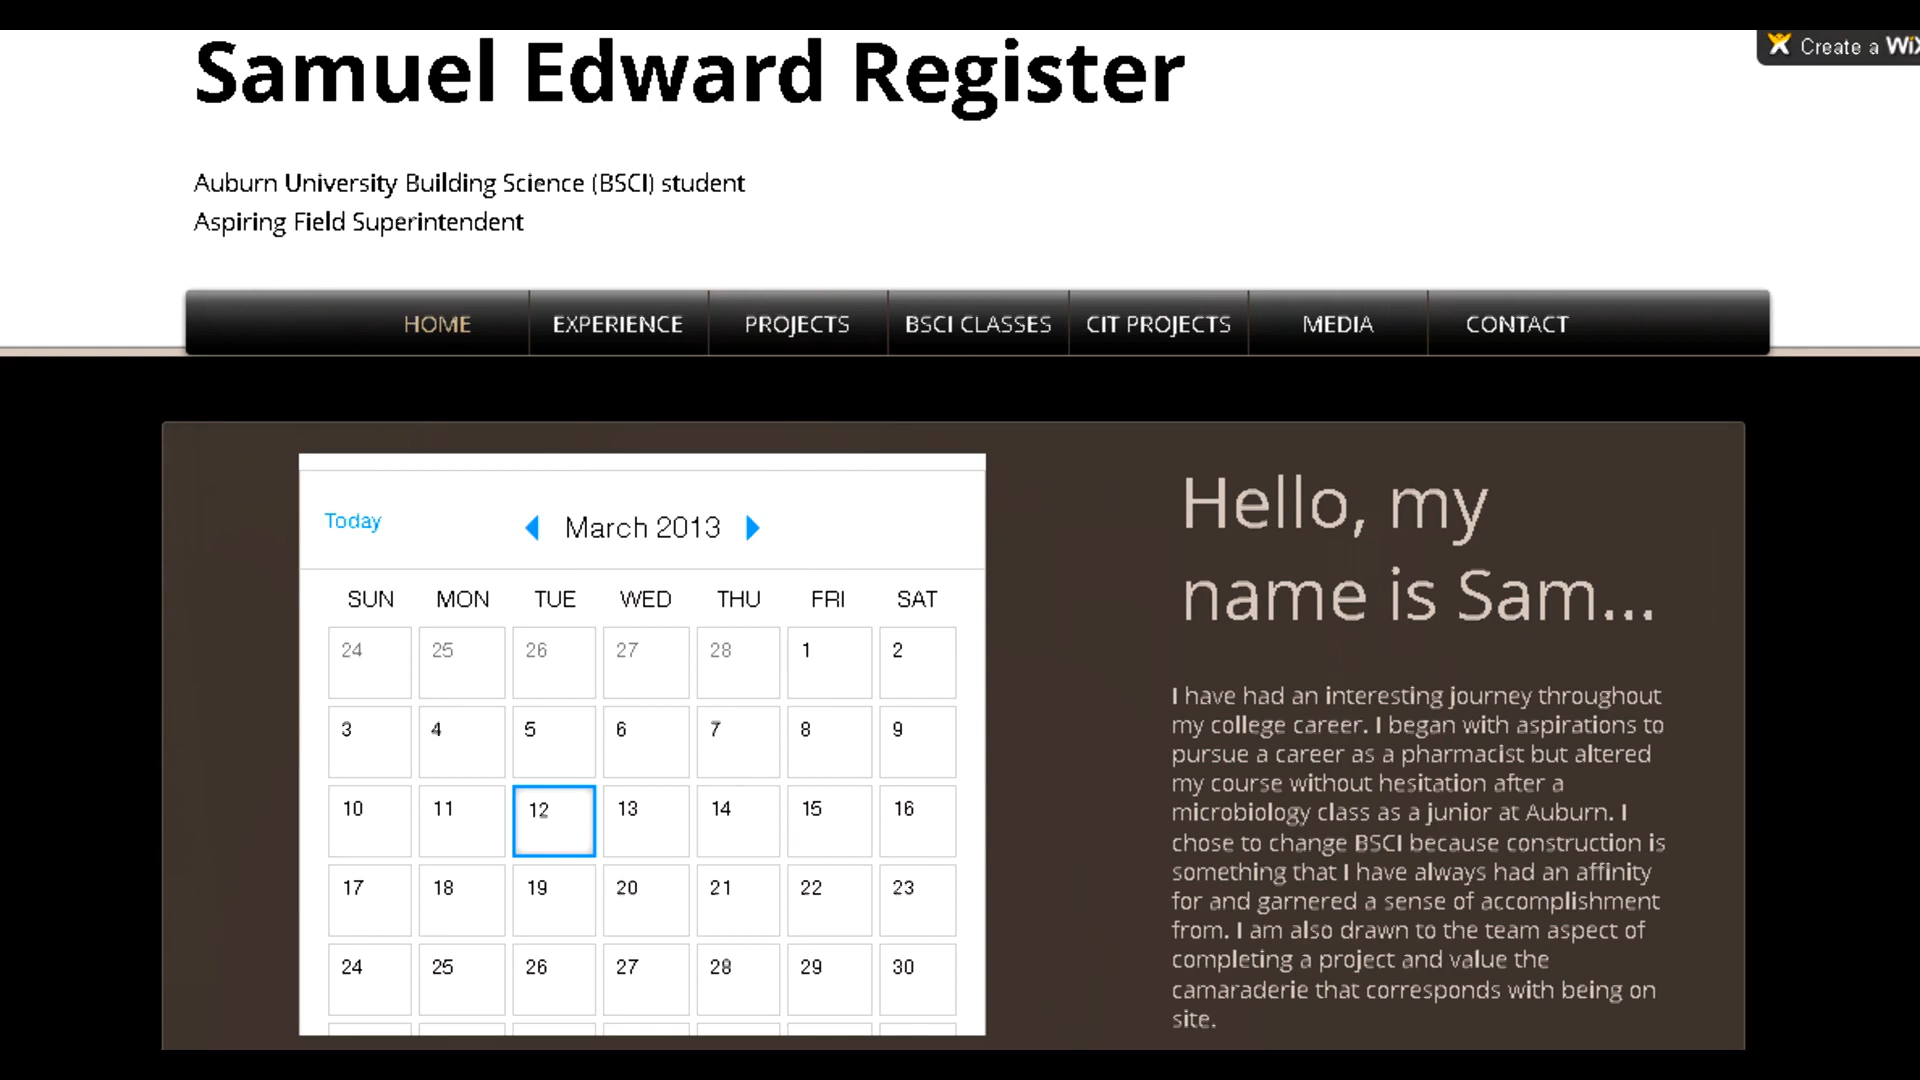 Samuel Edward Register
Create a
Auburn University Building Science (BSCI) student
Aspiring Field Superintendent
HOME EXPERIENCE PROJECTS BSCI CLASSES CIT PROJECTS MEDIA CONTACT
Today
March 2013
SUN MON TUE WED THU FRI SAT
24 25 26 27 28 1 2
3 4 5 6 7 8 9
10 11 12 13 14 15 16
17 18 19 20 21 22 23
24 25 26 27 28 29 30
Hello, my
name is Sam...
I have had an interesting journey throughout
my college career. I began with aspirations to
pursue a career as a pharmacist but altered
my course without hesitation after a
microbiology class as a junior at Auburn. I
chose to change BSCI because construction is
something that I have always had an affinity
for and garnered a sense of accomplishment
from. I am also drawn to the team aspect of
completing a project and value the
camaraderie that corresponds with being on
site.